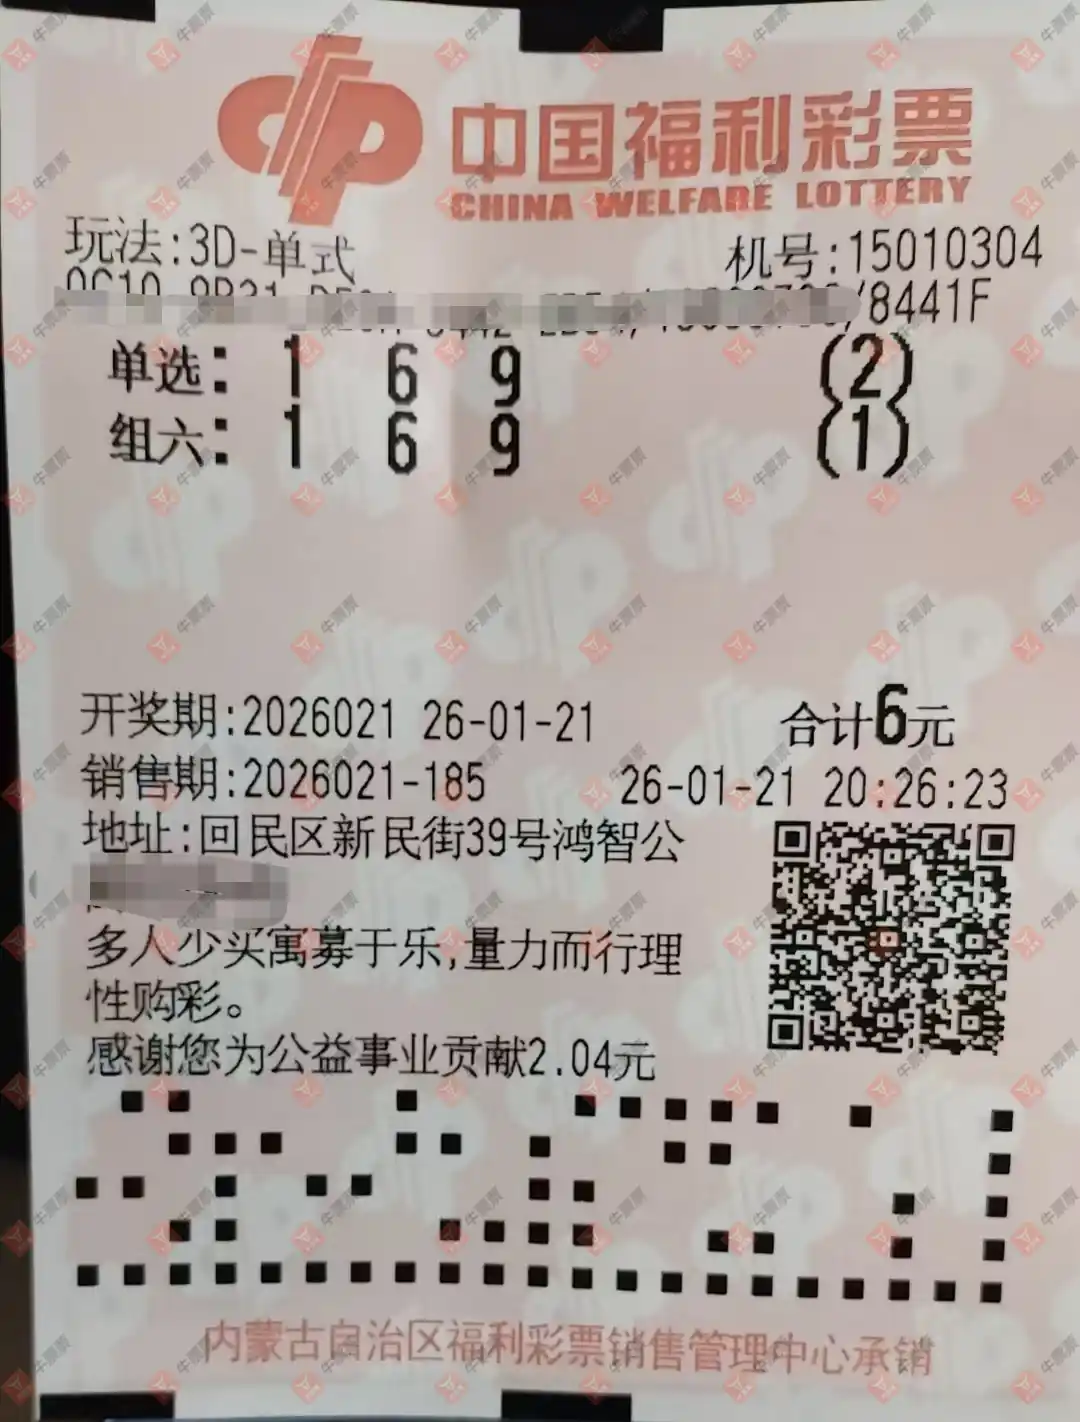 中国福利彩票
CHINA WELFARE LOTTERY
玩法:3D-单式 机号:15010304
/8441F
单选: 1 6 9 (2)
组六: 1 6 9 (1)
开奖期:2026021 26-01-21 合计6元
销售期:2026021-185 26-01-21 20:26:23
地址:回民区新民街39号鸿智公
多人少买寓募于乐,量力而行理
性购彩。
感谢您为公益事业贡献2.04元
内蒙古自治区福利彩票销售管理中心承销
牛票票